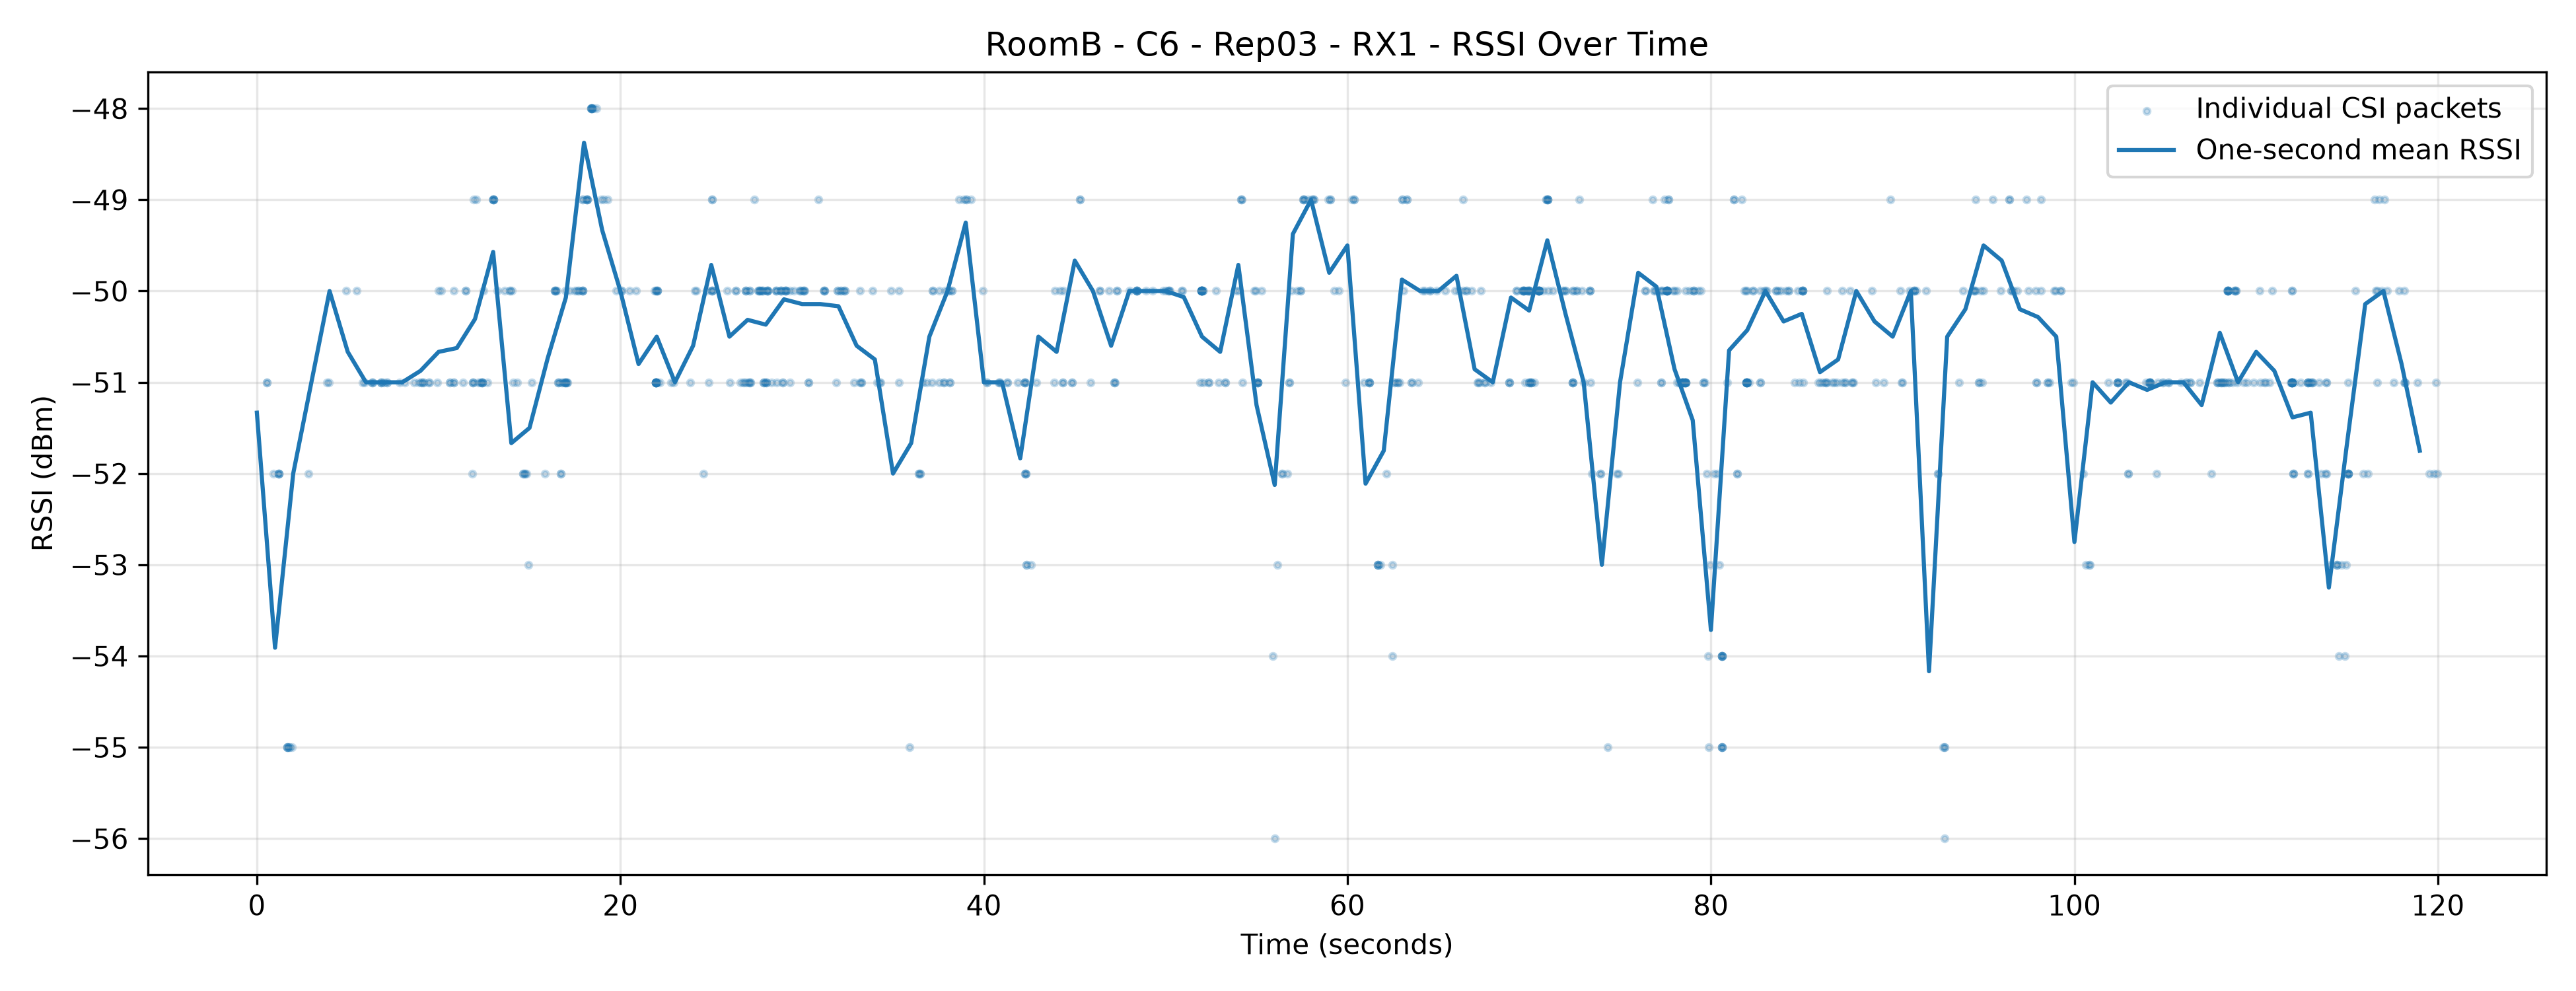 RoomB - C6 - Rep03 - RX1 - RSSI Over Time
Individual CSI packets
One-second mean RSSI
RSSI (dBm)
−48
−49
−50
−51
−52
−53
−54
−55
−56
0 20 40 60 80 100 120
Time (seconds)